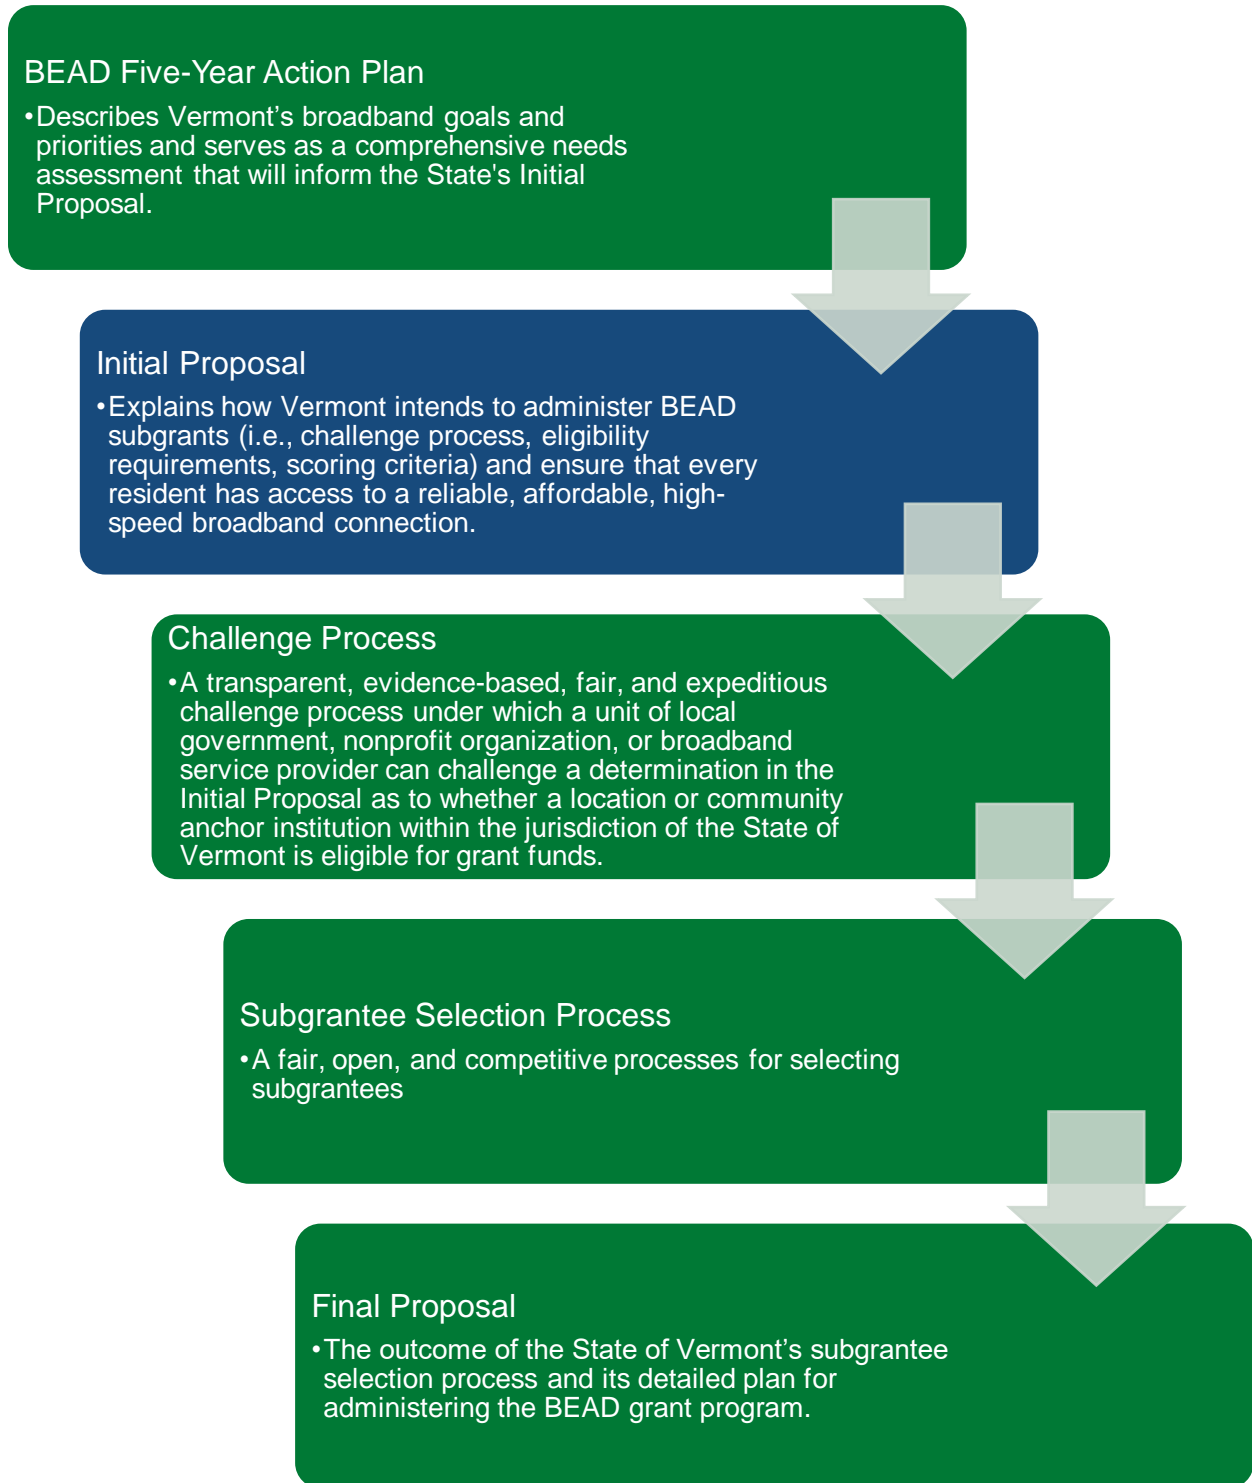 BEAD Five-Year Action Plan
•Describes Vermont’s broadband goals and
priorities and serves as a comprehensive needs
assessment that will inform the State's Initial
Proposal.
Initial Proposal
•Explains how Vermont intends to administer BEAD
subgrants (i.e., challenge process, eligibility
requirements, scoring criteria) and ensure that every
resident has access to a reliable, affordable, high-
speed broadband connection.
Challenge Process
•A transparent, evidence-based, fair, and expeditious
challenge process under which a unit of local
government, nonprofit organization, or broadband
service provider can challenge a determination in the
Initial Proposal as to whether a location or community
anchor institution within the jurisdiction of the State of
Vermont is eligible for grant funds.
Subgrantee Selection Process
•A fair, open, and competitive processes for selecting
subgrantees
Final Proposal
•The outcome of the State of Vermont’s subgrantee
selection process and its detailed plan for
administering the BEAD grant program.